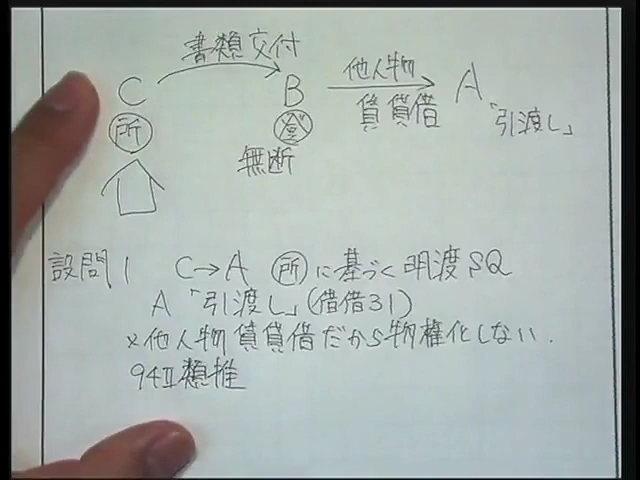 書類交付
C B 他人物 A
所 登 賃貸借 「引渡し」
無断
設問1 C→A 所に基づく明渡SQ
A「引渡し」(借借31)
×他人物賃貸借だから物権化しない.
94Ⅱ類推